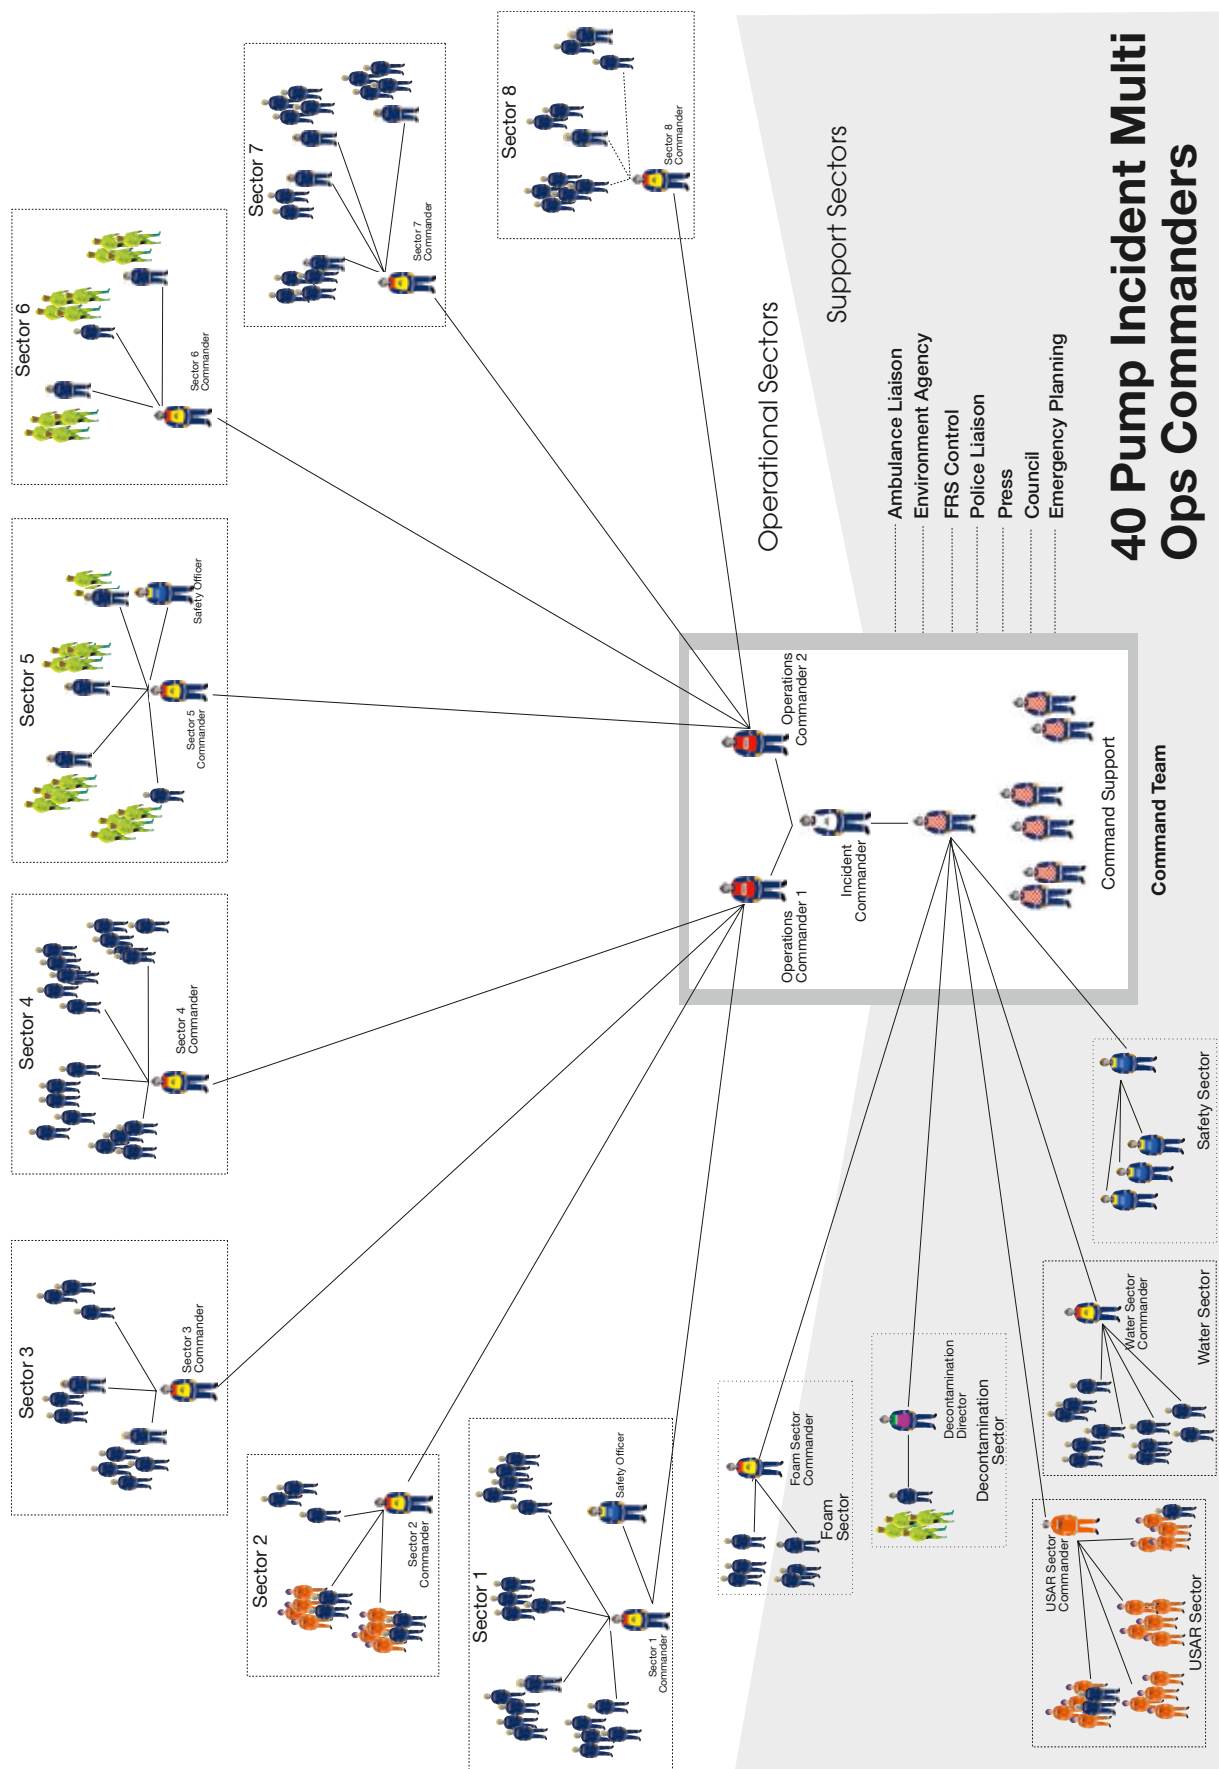 40 Pump Incident Multi
Ops Commanders
Operational Sectors
Support Sectors
Sector 1
Sector 1
Commander
Safety Officer
Sector 2
Sector 2
Commander
Sector 3
Sector 3
Commander
Sector 4
Sector 4
Commander
Sector 5
Sector 5
Commander
Safety Officer
Sector 6
Sector 6
Commander
Sector 7
Sector 7
Commander
Sector 8
Sector 8
Commander
Operations
Commander 1
Operations
Commander 2
Incident
Commander
Command Support
Command Team
Ambulance Liaison
Environment Agency
FRS Control
Police Liaison
Press
Council
Emergency Planning
Foam Sector
Commander
Foam
Sector
Decontamination
Director
Decontamination
Sector
USAR Sector
Commander
USAR Sector
Water Sector
Commander
Water Sector
Safety Sector